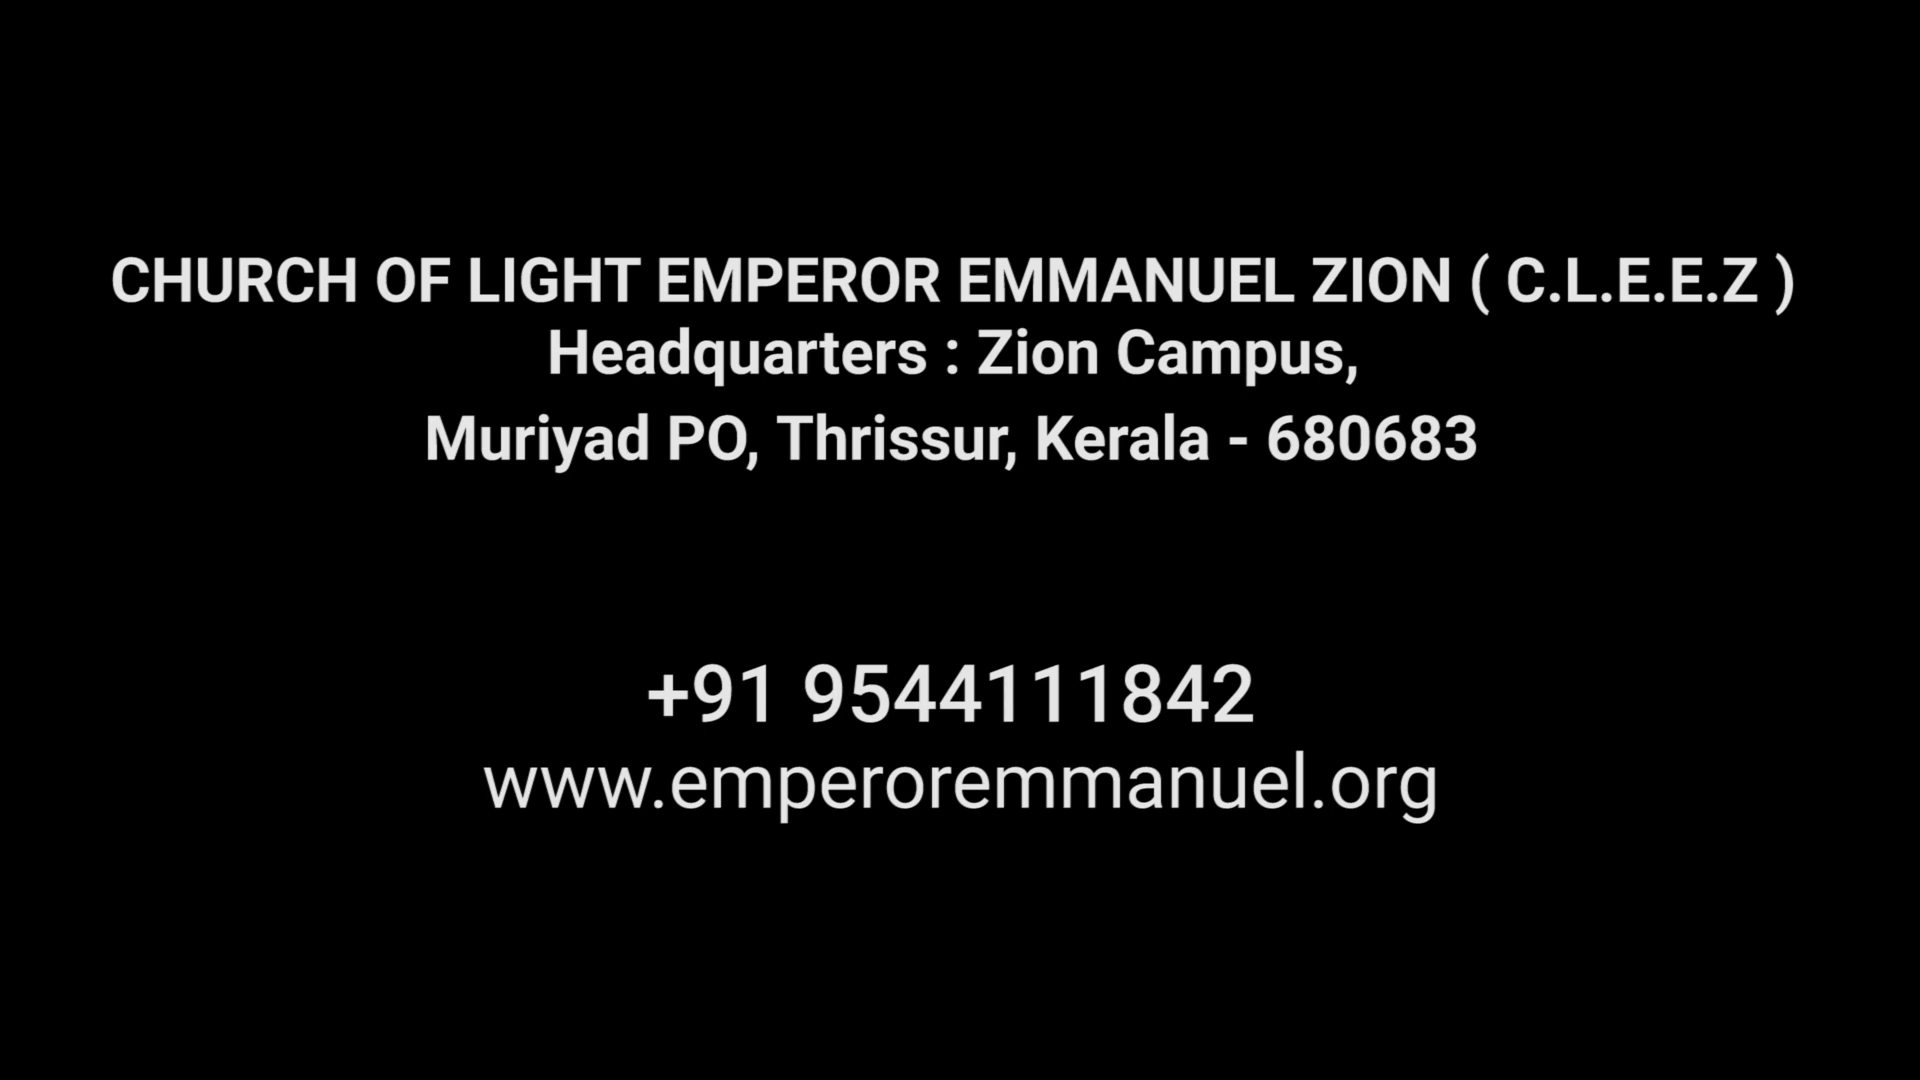 CHURCH OF LIGHT EMPEROR EMMANUEL ZION ( C.L.E.E.Z )
Headquarters : Zion Campus,
Muriyad PO, Thrissur, Kerala - 680683
+91 9544111842
www.emperoremmanuel.org